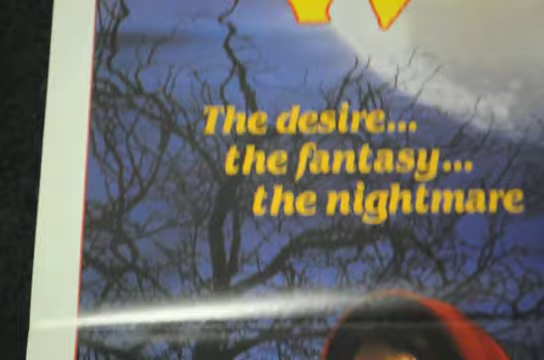 The desire...
the fantasy...
the nightmare